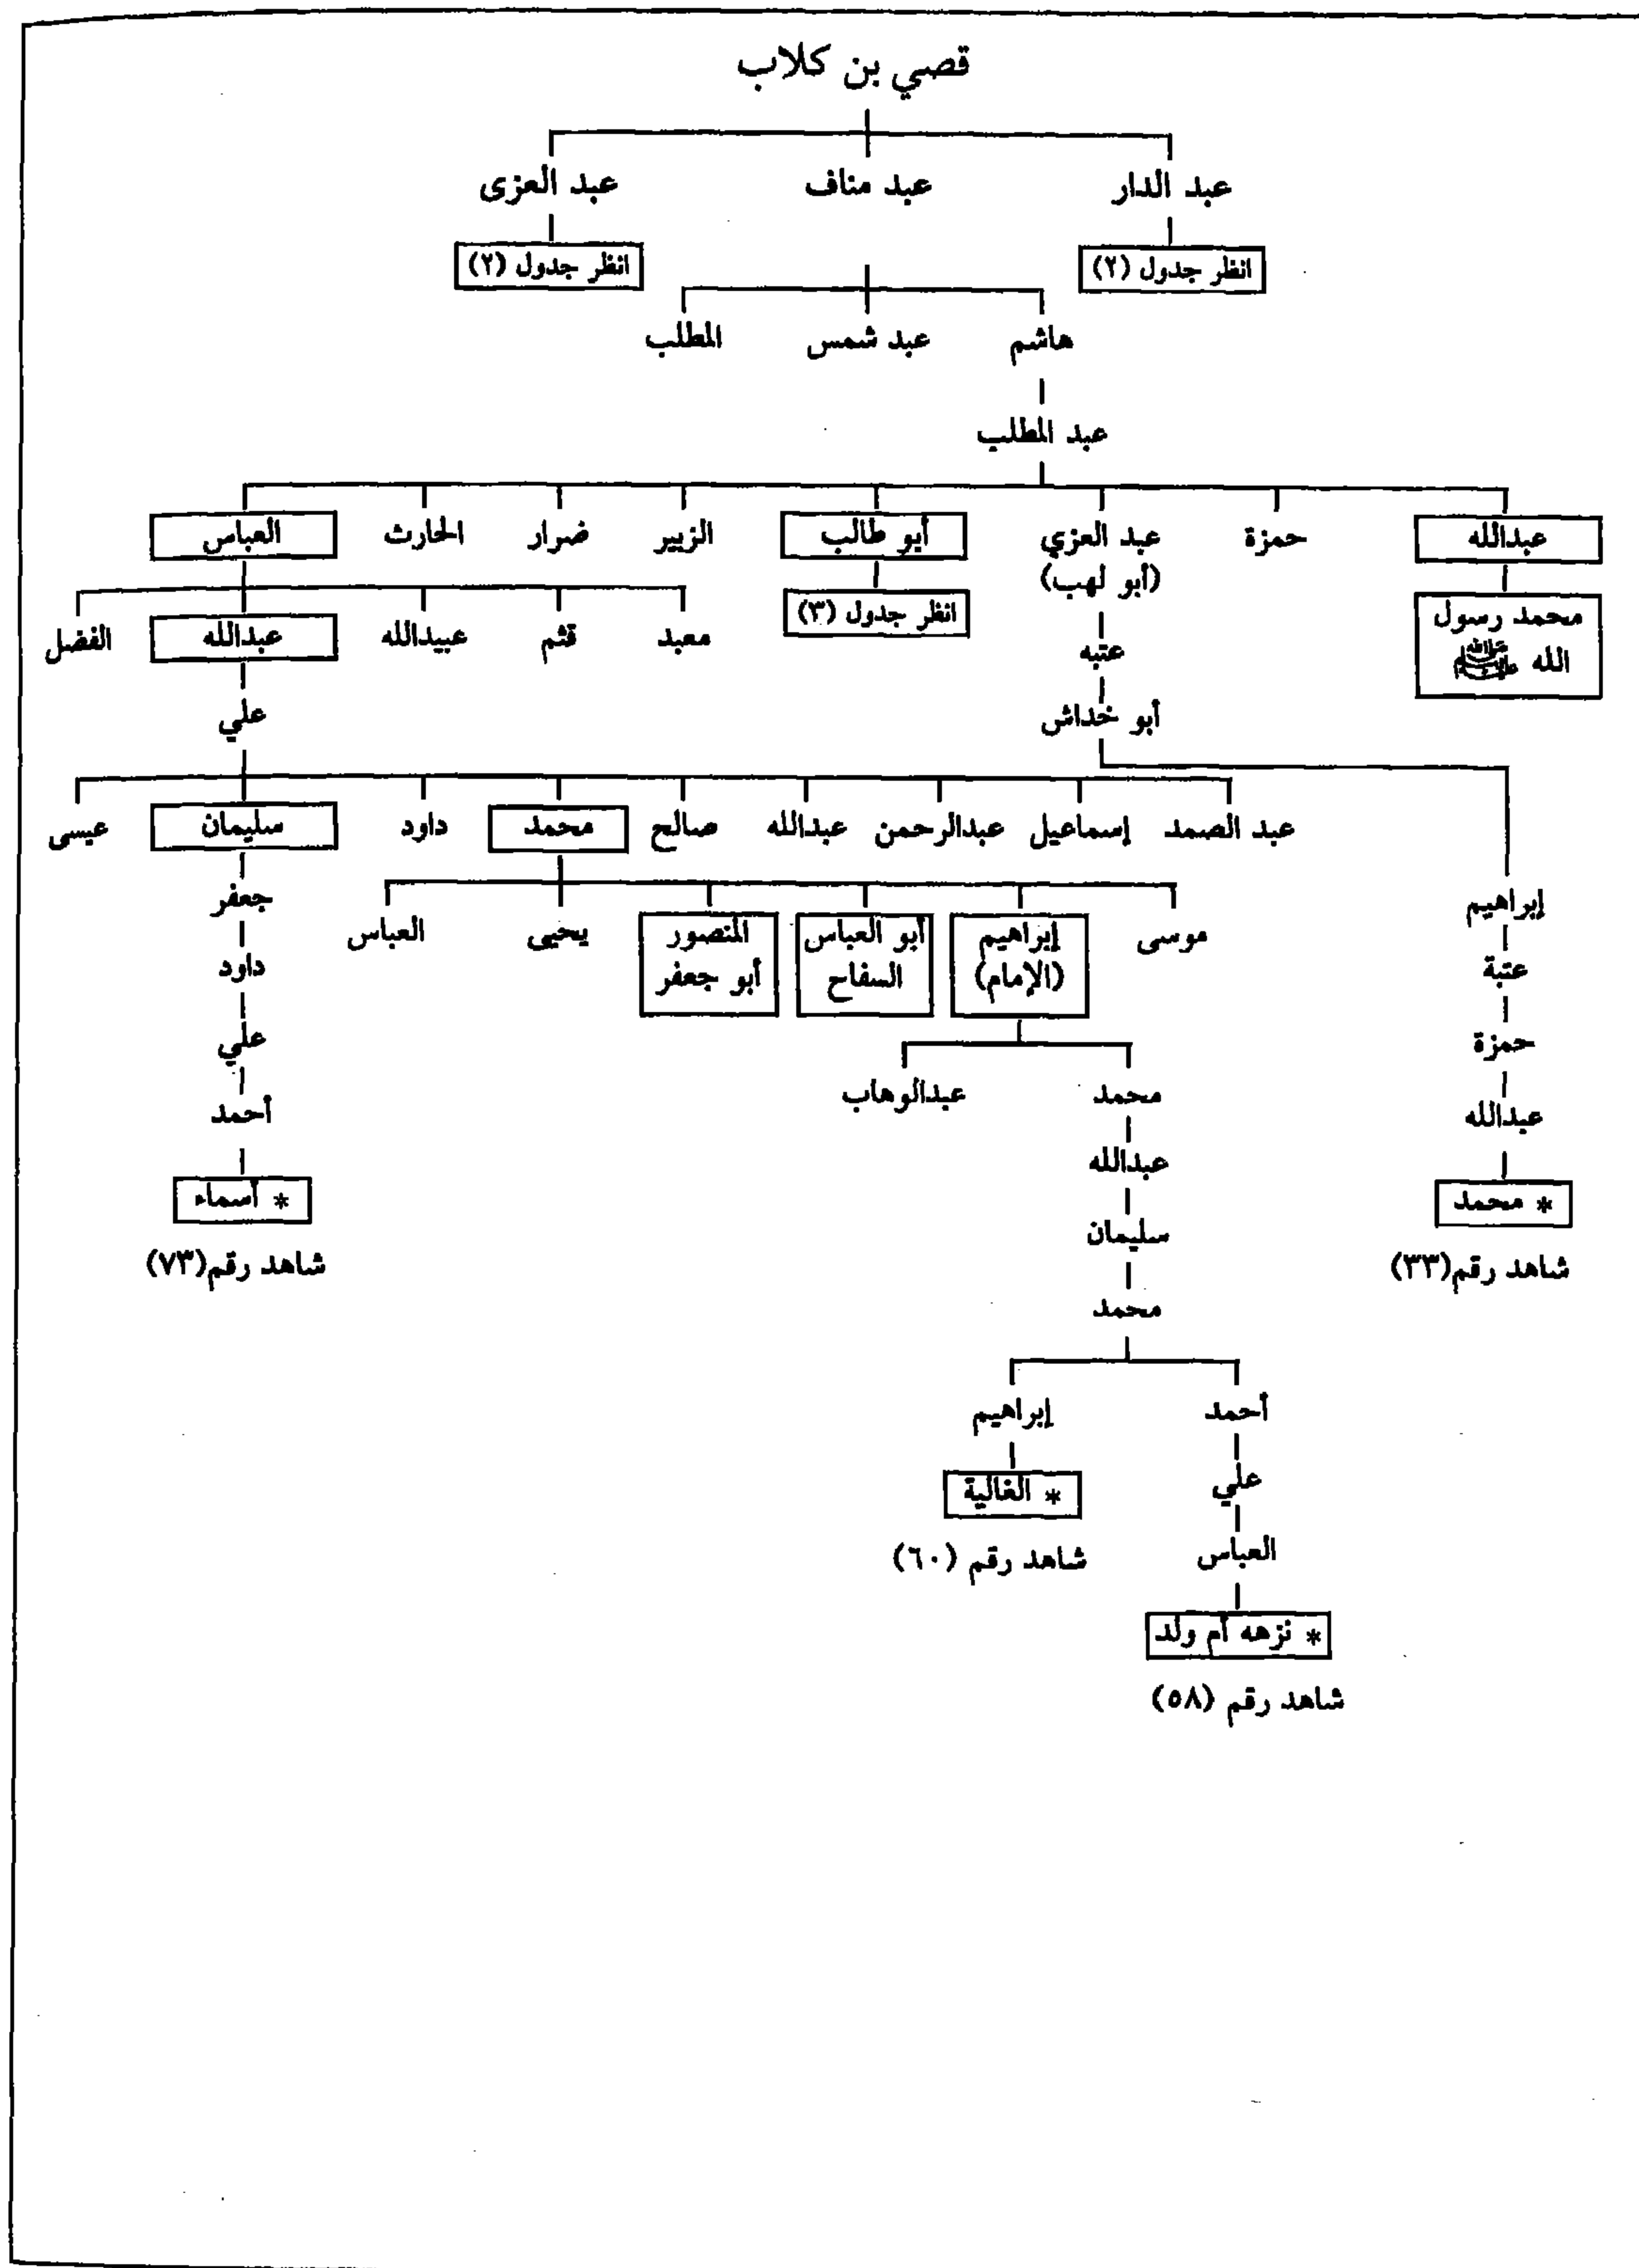 قصي بن كلاب
عبد الدار عبد مناف عبد العزى
انظر جدول (٢) انظر جدول (٢)
هاشم عبد شمس المطلب
عبد المطلب
عبدالله حمزة عبد العزي أبو طالب الزبير ضرار الحارث العباس
(أبو لهب)
محمد رسول انظر جدول (٣)
الله ﷺ عتبه معبد قثم عبيدالله عبدالله الفضل
أبو خداش علي
عبد الصمد إسماعيل عبدالرحمن عبدالله صالح محمد داود سليمان عيسى
إبراهيم موسى إبراهيم أبو العباس المنصور يحيى العباس جعفر
(الإمام) السفاح أبو جعفر
عتبة داود
حمزة علي
عبدالله محمد عبدالوهاب أحمد
عبدالله
* محمد * أسماء
سليمان
شاهد رقم(٣٣) شاهد رقم(٧٣)
محمد
أحمد إبراهيم
علي * الغالية
العباس شاهد رقم (٦٠)
* نزهه أم ولد
شاهد رقم (٥٨)